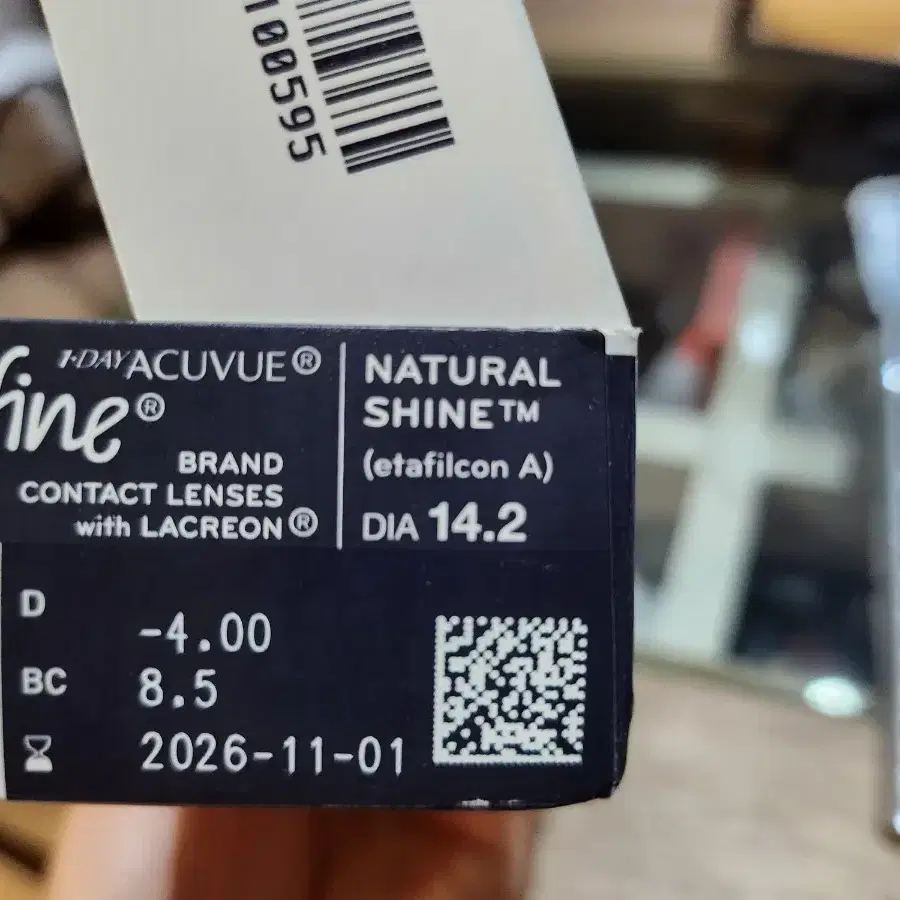 100595
1·DAY ACUVUE®
fine®
BRAND
CONTACT LENSES
with LACREON®
NATURAL
SHINE™
(etafilcon A)
DIA 14.2
D -4.00
BC 8.5
2026-11-01